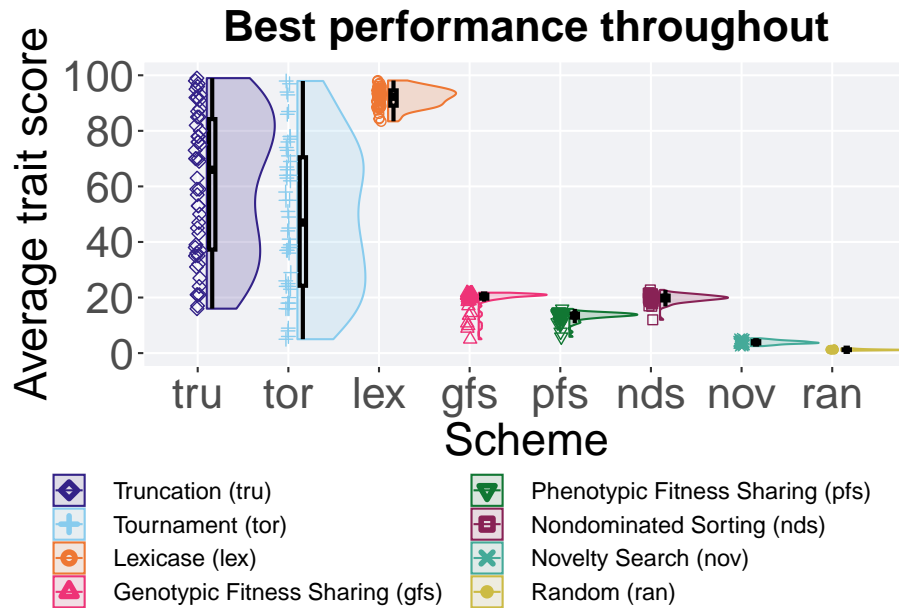 Best performance throughout
Average trait score
100
80
60
40
20
0
tru tor lex gfs pfs nds nov ran
Scheme
Truncation (tru)
Tournament (tor)
Lexicase (lex)
Genotypic Fitness Sharing (gfs)
Phenotypic Fitness Sharing (pfs)
Nondominated Sorting (nds)
Novelty Search (nov)
Random (ran)